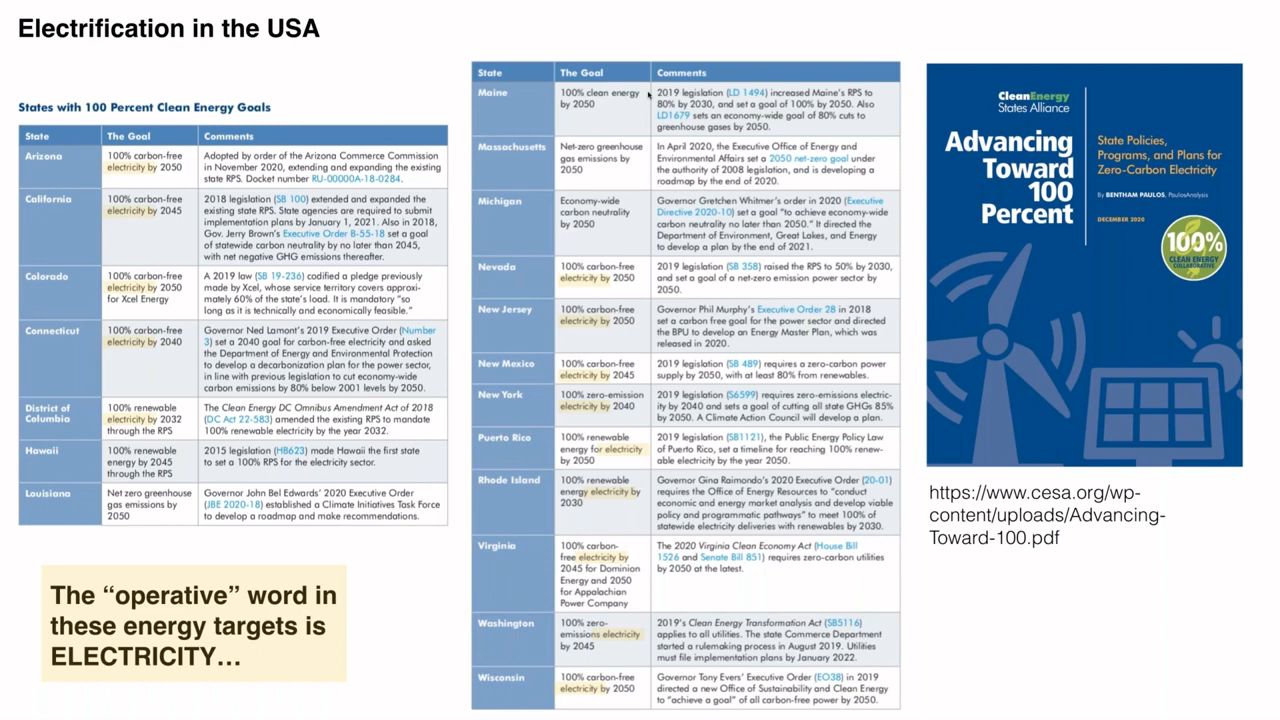 Electrification in the USA
States with 100 Percent Clean Energy Goals
State The Goal Comments
Arizona
100% carbon-free
electricity by 2050
Adopted by order of the Arizona Commerce Commission
in November 2020, extending and expanding the existing
state RPS. Docket number RU-00000A-18-0284.
California
100% carbon-free
electricity by 2045
2018 legislation (SB 100) extended and expanded the
existing state RPS. State agencies are required to submit
implementation plans by January 1, 2021. Also in 2018,
Gov. Jerry Brown's Executive Order B-55-18 set a goal
of statewide carbon neutrality by no later than 2045,
with net negative GHG emissions thereafter.
Colorado
100% carbon-free
electricity by 2050
for Xcel Energy
A 2019 law (SB 19-236) codified a pledge previously
made by Xcel, whose service territory covers approxi-
mately 60% of the state's load. It is mandatory "so
long as it is technically and economically feasible."
Connecticut
100% carbon-free
electricity by 2040
Governor Ned Lamont's 2019 Executive Order (Number
3) set a 2040 goal for carbon-free electricity and asked
the Department of Energy and Environmental Protection
to develop a decarbonization plan for the power sector,
in line with previous legislation to cut economy-wide
carbon emissions by 80% below 2001 levels by 2050.
District of
Columbia
100% renewable
electricity by 2032
through the RPS
The Clean Energy DC Omnibus Amendment Act of 2018
(DC Act 22-583) amended the existing RPS to mandate
100% renewable electricity by the year 2032.
Hawaii
100% renewable
energy by 2045
through the RPS
2015 legislation (HB623) made Hawaii the first state
to set a 100% RPS for the electricity sector.
Louisiana
Net zero greenhouse
gas emissions by
2050
Governor John Bel Edwards' 2020 Executive Order
(JBE 2020-18) established a Climate Initiatives Task Force
to develop a roadmap and make recommendations.
The "operative" word in
these energy targets is
ELECTRICITY…
State The Goal Comments
Maine
100% clean energy
by 2050
2019 legislation (LD 1494) increased Maine's RPS to
80% by 2030, and set a goal of 100% by 2050. Also
LD1679 sets an economy-wide goal of 80% cuts to
greenhouse gases by 2050.
Massachusetts
Net-zero greenhouse
gas emissions by
2050
In April 2020, the Executive Office of Energy and
Environmental Affairs set a 2050 net-zero goal under
the authority of 2008 legislation, and is developing a
roadmap by the end of 2020.
Michigan
Economy-wide
carbon neutrality
by 2050
Governor Gretchen Whitmer's order in 2020 (Executive
Directive 2020-10) set a goal "to achieve economy-wide
carbon neutrality no later than 2050." It directed the
Department of Environment, Great Lakes, and Energy
to develop a plan by the end of 2021.
Nevada
100% carbon-free
electricity by 2050
2019 legislation (SB 358) raised the RPS to 50% by 2030,
and set a goal of a net-zero emission power sector by
2050.
New Jersey
100% carbon-free
electricity by 2050
Governor Phil Murphy's Executive Order 28 in 2018
set a carbon free goal for the power sector and directed
the BPU to develop an Energy Master Plan, which was
released in 2020.
New Mexico
100% carbon-free
electricity by 2045
2019 legislation (SB 489) requires a zero-carbon power
supply by 2050, with at least 80% from renewables.
New York
100% zero-emission
electricity by 2040
2019 legislation (S6599) requires zero-emissions electric-
ity by 2040 and sets a goal of cutting all state GHGs 85%
by 2050. A Climate Action Council will develop a plan.
Puerto Rico
100% renewable
energy for electricity
by 2050
2019 legislation (SB1121), the Public Energy Policy Law
of Puerto Rico, set a timeline for reaching 100% renew-
able electricity by the year 2050.
Rhode Island
100% renewable
energy electricity by
2030
Governor Gina Raimondo's 2020 Executive Order (20-01)
requires the Office of Energy Resources to "conduct
economic and energy market analysis and develop viable
policy and programmatic pathways" to meet 100% of
statewide electricity deliveries with renewables by 2030.
Virginia
100% carbon-
free electricity by
2045 for Dominion
Energy and 2050
for Appalachian
Power Company
The 2020 Virginia Clean Economy Act (House Bill
1526 and Senate Bill 851) requires zero-carbon utilities
by 2050 at the latest.
Washington
100% zero-
emissions electricity
by 2045
2019's Clean Energy Transformation Act (SB5116)
applies to all utilities. The state Commerce Department
started a rulemaking process in August 2019. Utilities
must file implementation plans by January 2022.
Wisconsin
100% carbon-free
electricity by 2050
Governor Tony Evers' Executive Order (EO38) in 2019
directed a new Office of Sustainability and Clean Energy
to "achieve a goal" of all carbon-free power by 2050.
CleanEnergy
States Alliance
Advancing
Toward
100
Percent
State Policies,
Programs, and Plans for
Zero-Carbon Electricity
By BENTHAM PAULOS, PaulosAnalysis
DECEMBER 2020
100%
CLEAN ENERGY
COLLABORATIVE
https://www.cesa.org/wp-
content/uploads/Advancing-
Toward-100.pdf